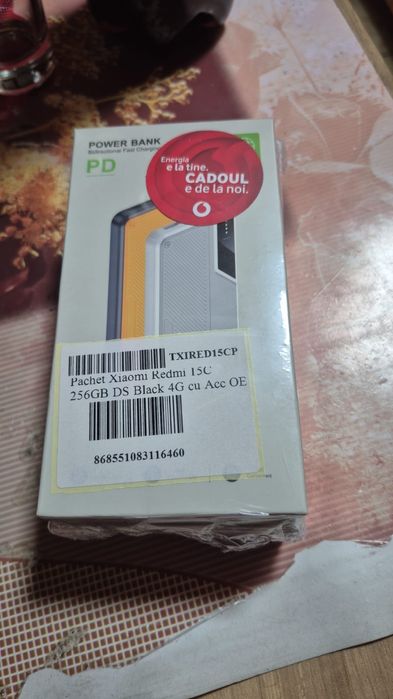 POWER BANK
Bidirectional Fast Charging
PD
Energia
e la tine.
CADOUL
e de la noi.
TXIRED15CP
Pachet Xiaomi Redmi 15C
256GB DS Black 4G cu Acc OE
868551083116460